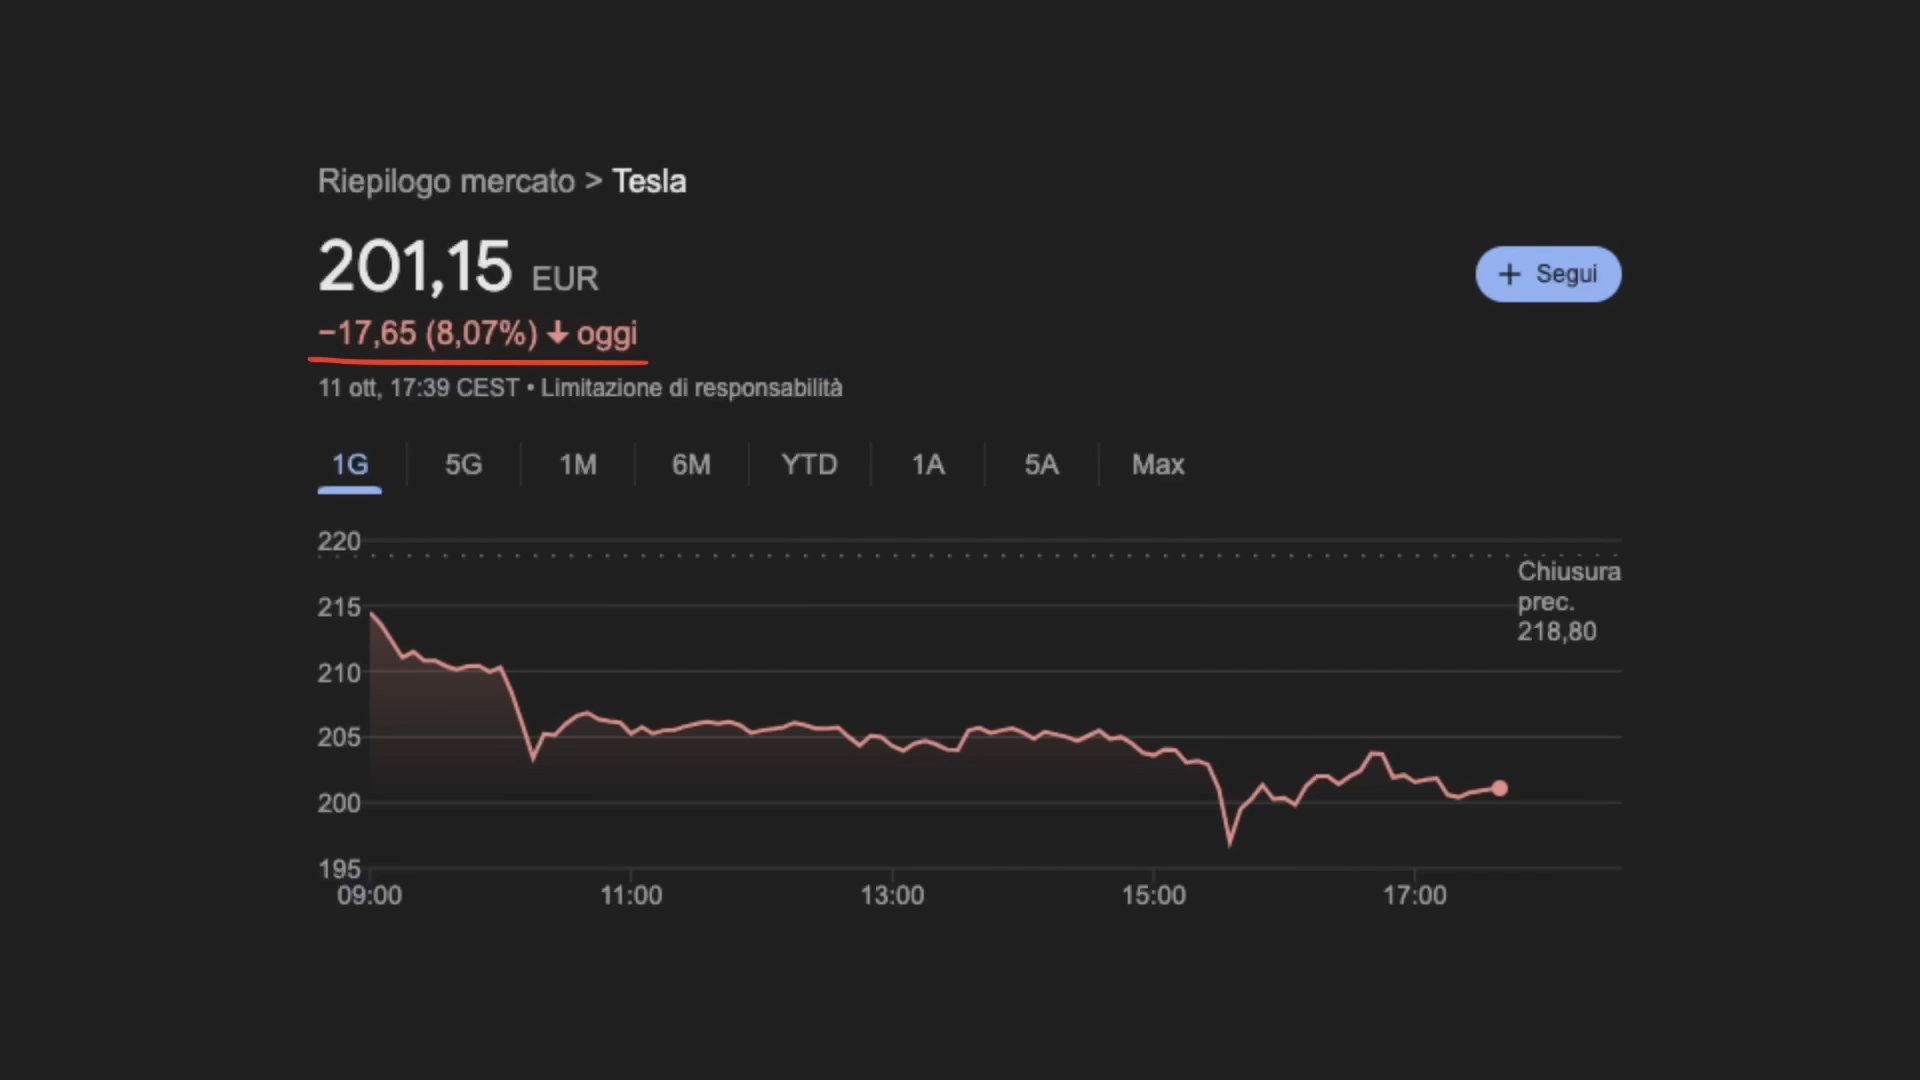 Riepilogo mercato > Tesla
201,15 EUR
+ Segui
−17,65 (8,07%) ↓ oggi
11 ott, 17:39 CEST • Limitazione di responsabilità
1G 5G 1M 6M YTD 1A 5A Max
220
Chiusura
prec.
218,80
215
210
205
200
195
09:00 11:00 13:00 15:00 17:00